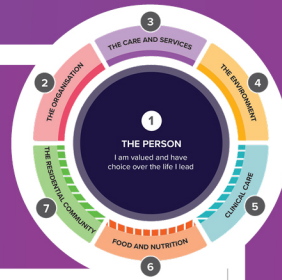 1
THE PERSON
I am valued and have
choice over the life I lead
2
THE ORGANISATION
3
THE CARE AND SERVICES
4
THE ENVIRONMENT
5
CLINICAL CARE
6
FOOD AND NUTRITION
7
THE RESIDENTIAL COMMUNITY